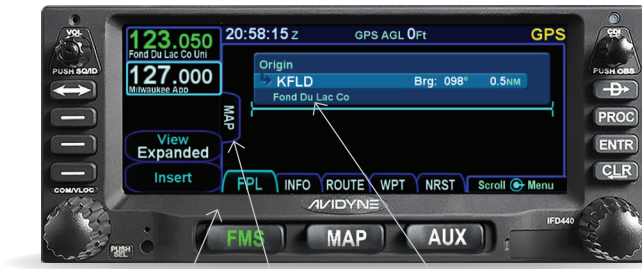 VOL
CDI
PUSH SQ/ID
PUSH OBS
123.050
Fond Du Lac Co Uni
127.000
Milwaukee App
20:58:15 Z
GPS AGL 0Ft
GPS
Origin
KFLD
Brg: 098°
0.5NM
Fond Du Lac Co
MAP
View
Expanded
Insert
FPL
INFO
ROUTE
WPT
NRST
Scroll
Menu
D
PROC
ENTR
CLR
COM/VLOC
AVIDYNE
IFD440
PUSH
SEL
FMS
MAP
AUX